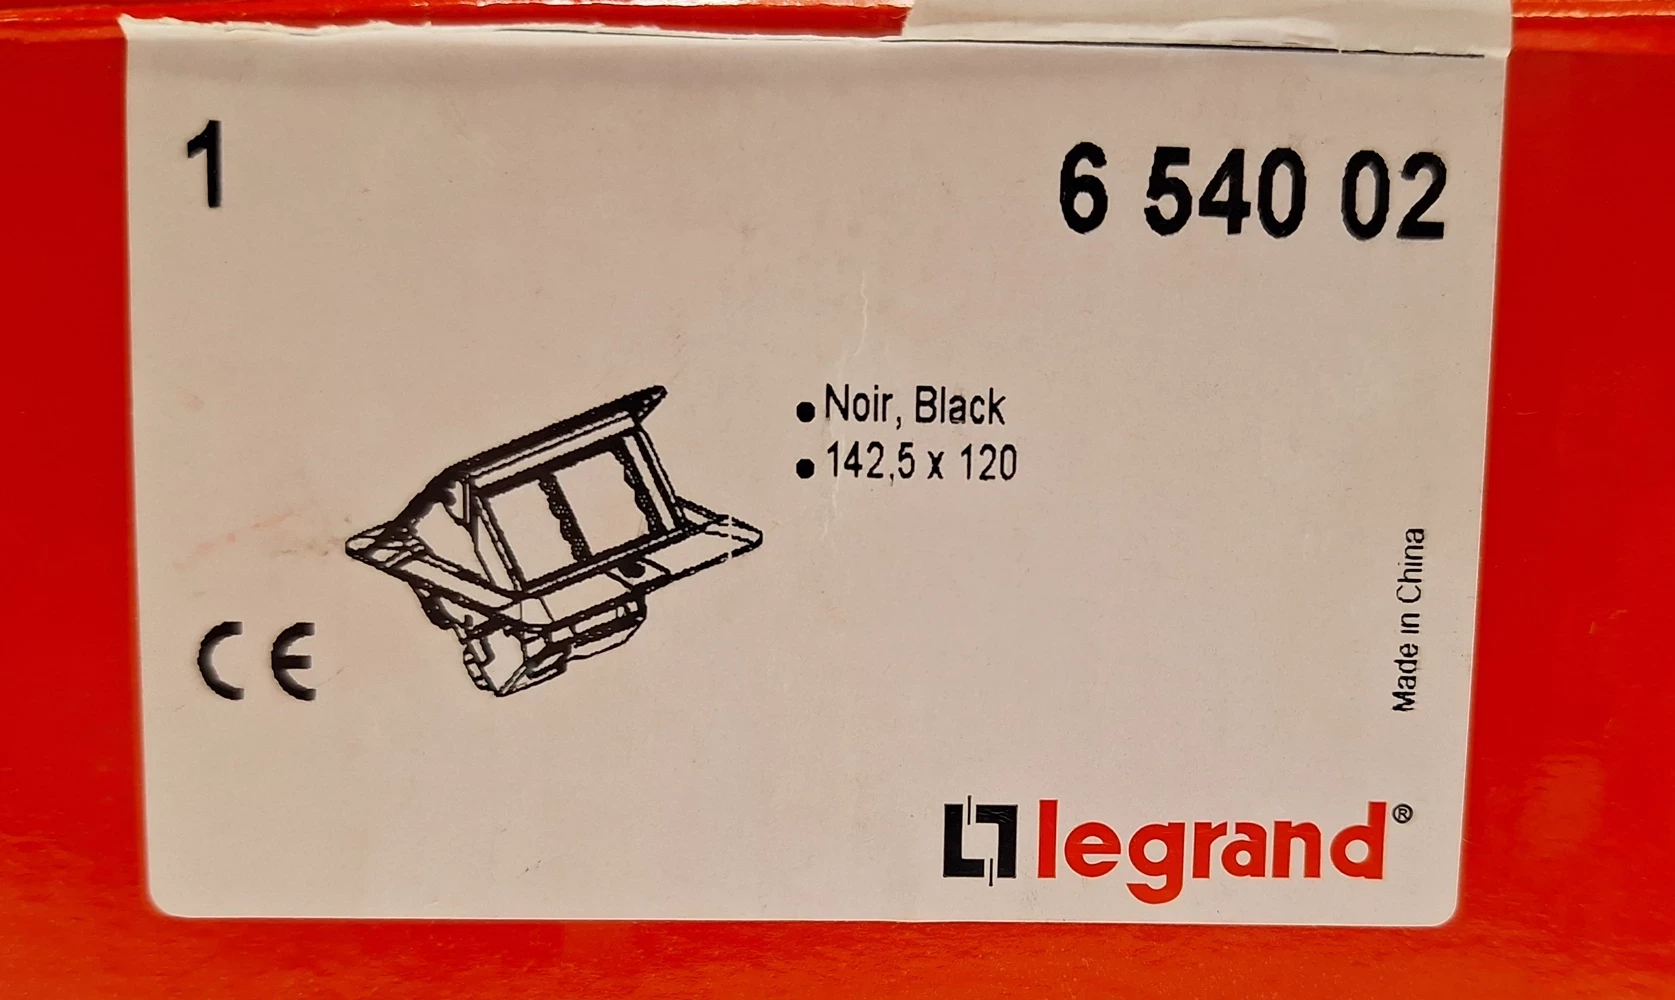 1
6 540 02
• Noir, Black
• 142,5 x 120
Made in China
CE
legrand®